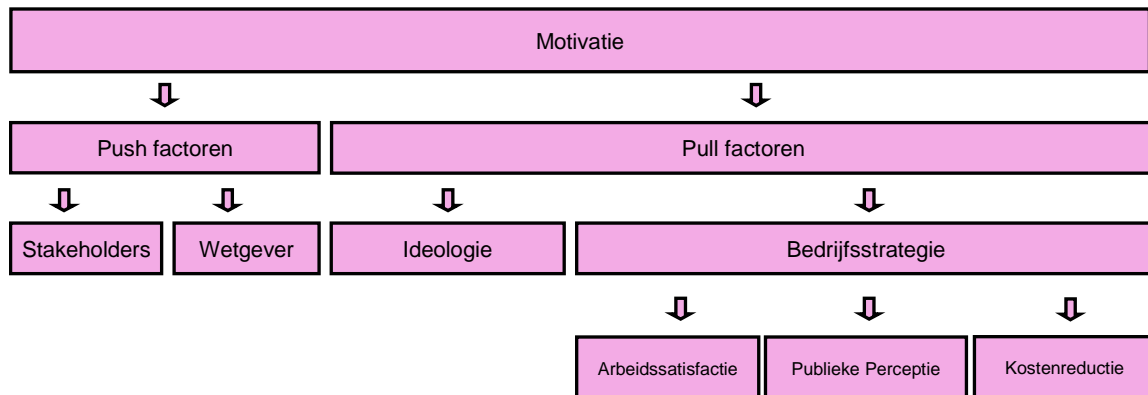 Motivatie
Push factoren
Pull factoren
Stakeholders
Wetgever
Ideologie
Bedrijfsstrategie
Arbeidssatisfactie
Publieke Perceptie
Kostenreductie